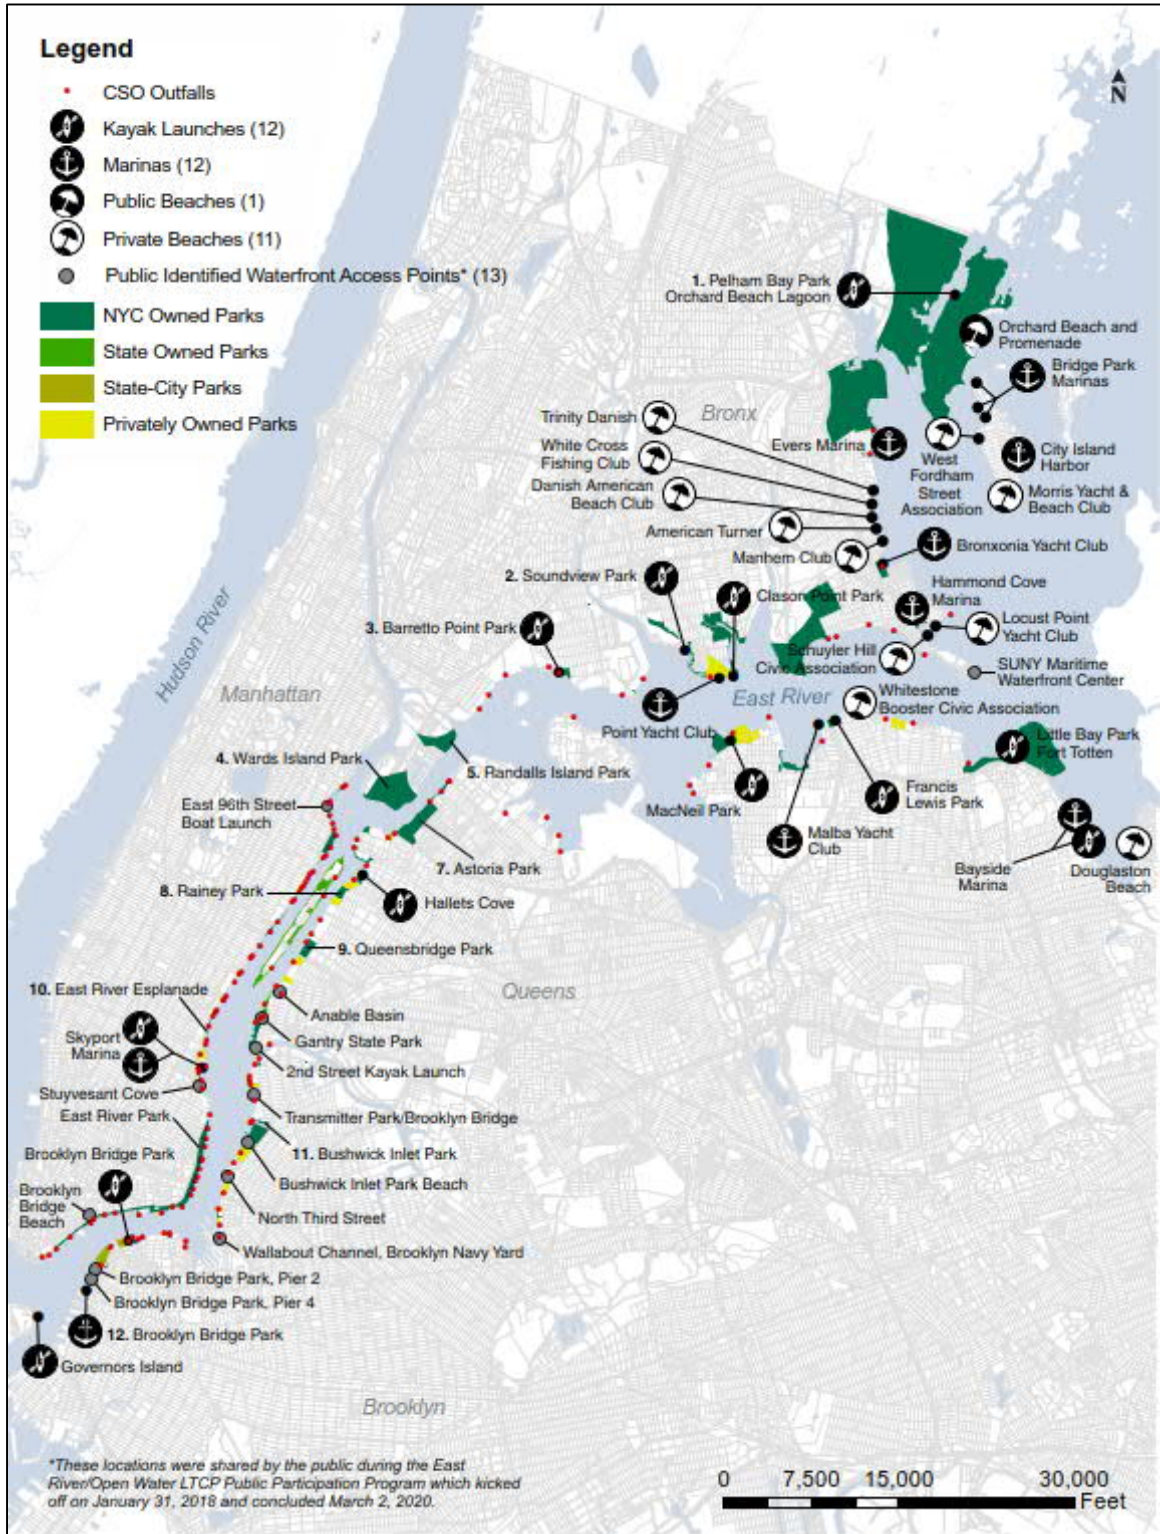 Legend
CSO Outfalls
Kayak Launches (12)
Marinas (12)
Public Beaches (1)
Private Beaches (11)
Public Identified Waterfront Access Points* (13)
NYC Owned Parks
State Owned Parks
State-City Parks
Privately Owned Parks
N
1. Pelham Bay Park
Orchard Beach Lagoon
Orchard Beach and
Promenade
Bridge Park
Marinas
Bronx
Trinity Danish
White Cross
Fishing Club
Danish American
Beach Club
American Turner
Manhem Club
Evers Marina
West
Fordham
Street
Association
City Island
Harbor
Morris Yacht &
Beach Club
Bronxonia Yacht Club
2. Soundview Park
Clason Point Park
Hammond Cove
Marina
Locust Point
Yacht Club
3. Barretto Point Park
Schuyler Hill
Civic Association
SUNY Maritime
Waterfront Center
Hudson River
Manhattan
East River
Whitestone
Booster Civic Association
Point Yacht Club
Little Bay Park
Fort Totten
4. Wards Island Park
5. Randalls Island Park
MacNeil Park
Francis
Lewis Park
East 96th Street
Boat Launch
Malba Yacht
Club
Bayside
Marina
Douglaston
Beach
7. Astoria Park
8. Rainey Park
Hallets Cove
9. Queensbridge Park
10. East River Esplanade
Queens
Anable Basin
Gantry State Park
Skyport
Marina
2nd Street Kayak Launch
Stuyvesant Cove
East River Park
Transmitter Park/Brooklyn Bridge
Brooklyn Bridge Park
11. Bushwick Inlet Park
Bushwick Inlet Park Beach
Brooklyn
Bridge
Beach
North Third Street
Wallabout Channel, Brooklyn Navy Yard
Brooklyn Bridge Park, Pier 2
Brooklyn Bridge Park, Pier 4
12. Brooklyn Bridge Park
Governors Island
Brooklyn
*These locations were shared by the public during the East
River/Open Water LTCP Public Participation Program which kicked
off on January 31, 2018 and concluded March 2, 2020.
0 7,500 15,000 30,000
Feet